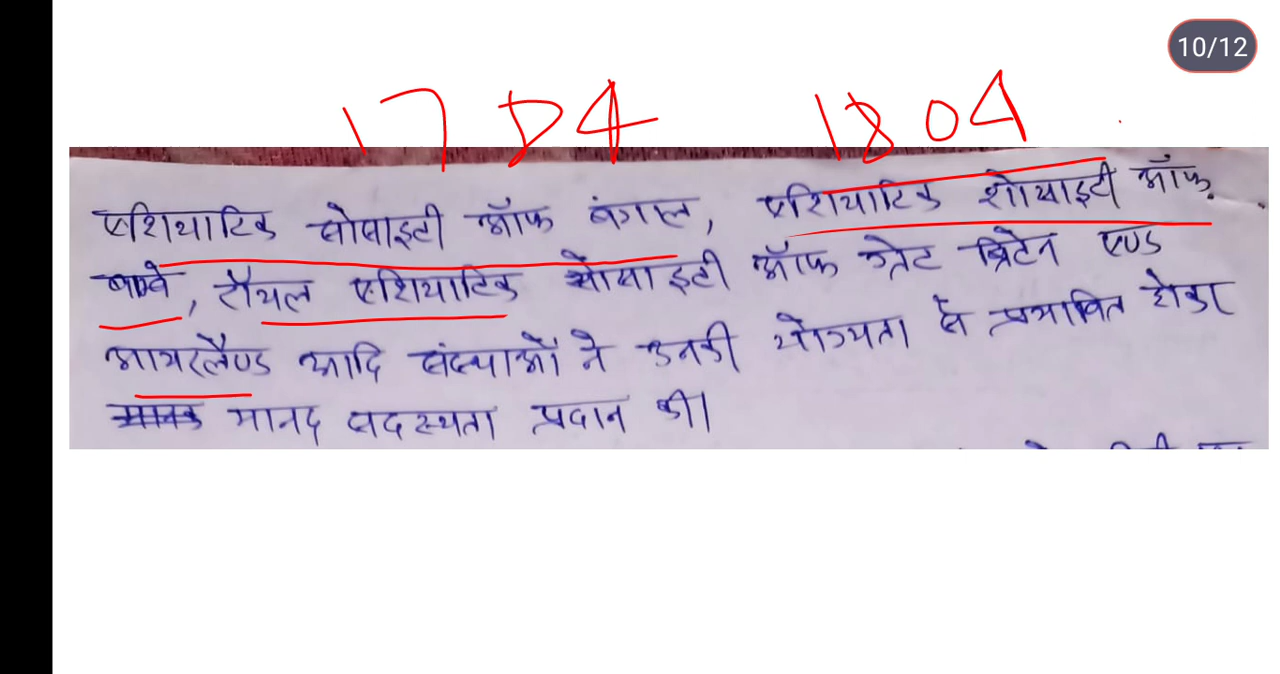 10/12
1784 1804
एशियाटिक सोसाइटी ऑफ बंगाल, एशियाटिक शोसाइटी ऑफ
बाम्बे, रॉयल एशियाटिक सोसाइटी ऑफ ग्रेट ब्रिटेन एण्ड
आयरलैण्ड आदि संस्थाओं ने उनकी योग्यता से प्रभावित होकर
मानद सदस्यता प्रदान की।